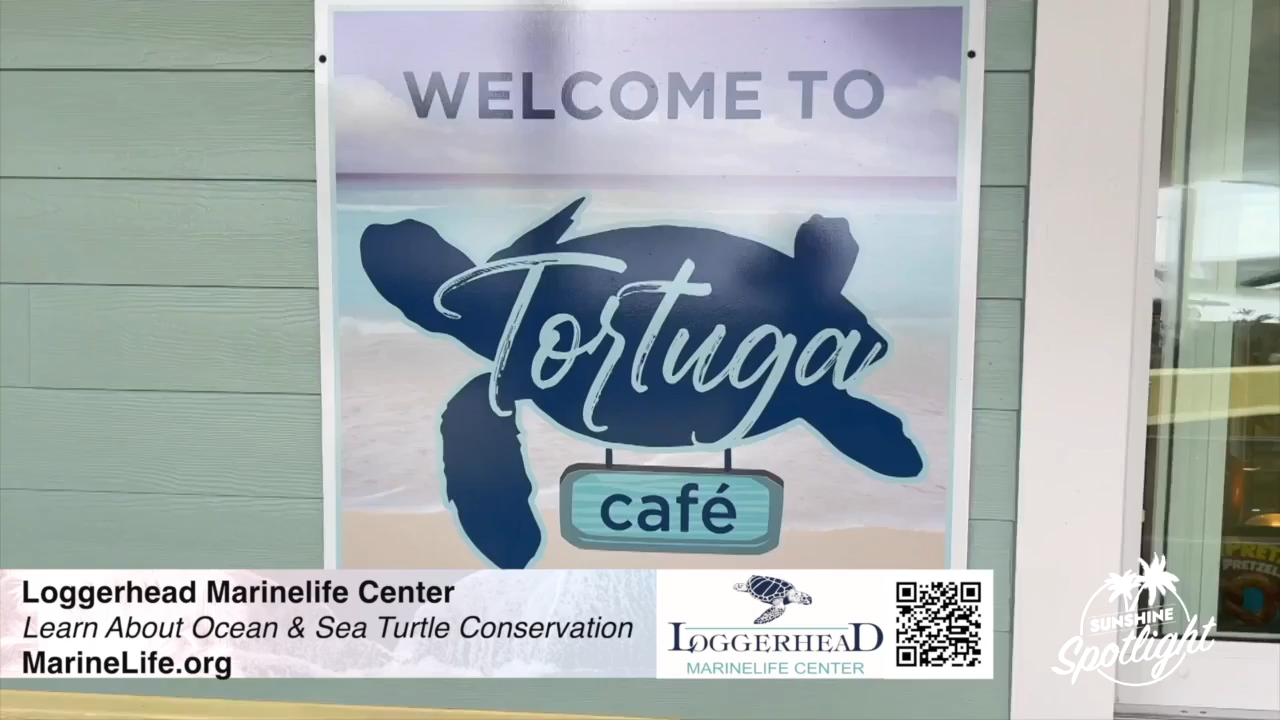 WELCOME TO
Tortuga
café
Loggerhead Marinelife Center
Learn About Ocean & Sea Turtle Conservation
MarineLife.org
LOGGERHEAD
MARINELIFE CENTER
SUNSHINE
Spotlight
PRETZEL